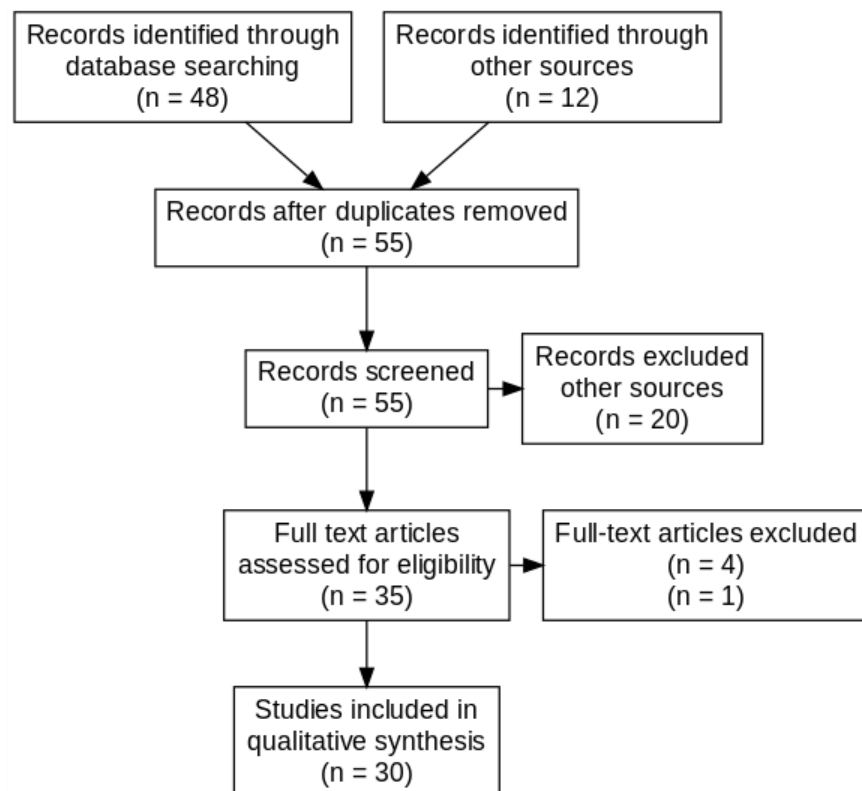 Records identified through
database searching
(n = 48)
Records identified through
other sources
(n = 12)
Records after duplicates removed
(n = 55)
Records screened
(n = 55)
Records excluded
other sources
(n = 20)
Full text articles
assessed for eligibility
(n = 35)
Full-text articles excluded
(n = 4)
(n = 1)
Studies included in
qualitative synthesis
(n = 30)